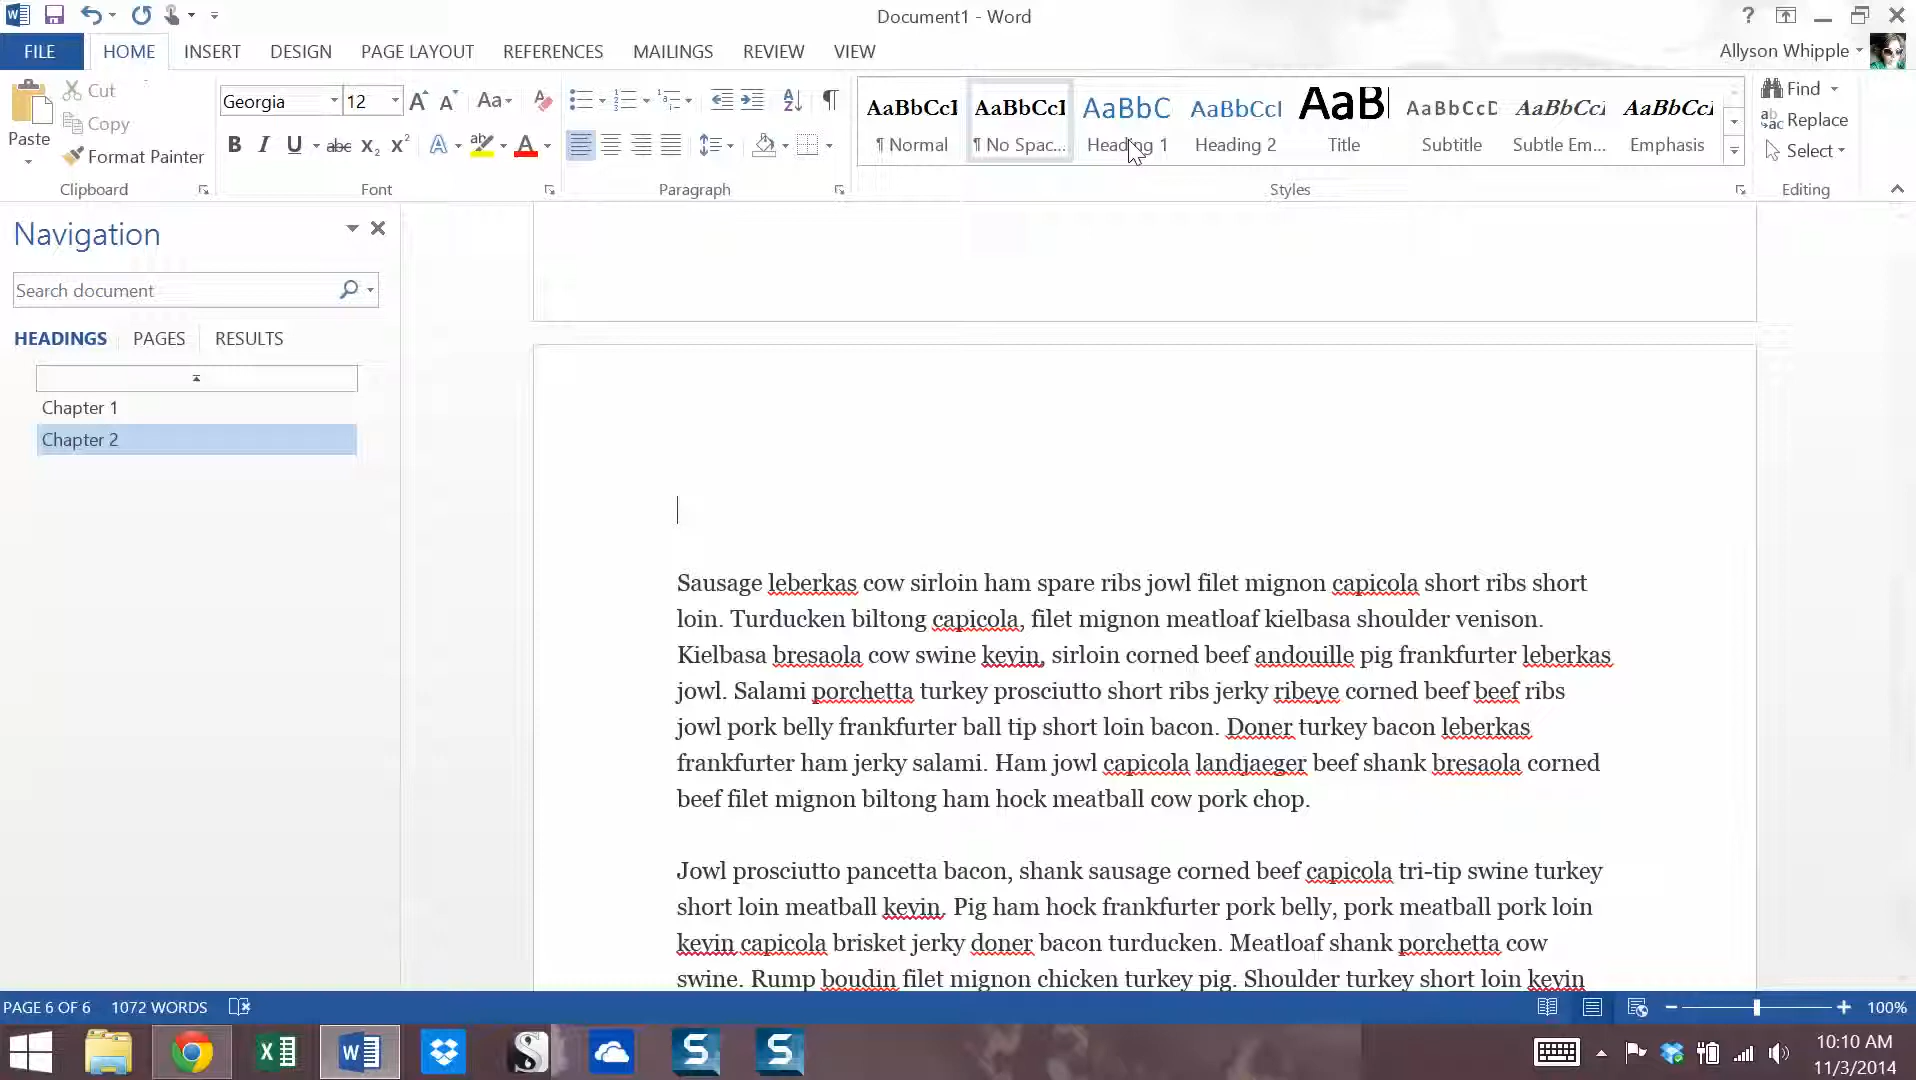 Document1 - Word
FILE HOME INSERT DESIGN PAGE LAYOUT REFERENCES MAILINGS REVIEW VIEW
Allyson Whipple
Paste
Cut
Copy
Format Painter
Clipboard
Georgia 12
Font
Paragraph
AaBbCcI AaBbCcI AaBbC AaBbCcI AaB AaBbCcD AaBbCcI AaBbCcI
¶ Normal ¶ No Spac... Heading 1 Heading 2 Title Subtitle Subtle Em... Emphasis
Styles
Find
Replace
Select
Editing
Navigation
Search document
HEADINGS PAGES RESULTS
Chapter 1
Chapter 2
Sausage leberkas cow sirloin ham spare ribs jowl filet mignon capicola short ribs short
loin. Turducken biltong capicola, filet mignon meatloaf kielbasa shoulder venison.
Kielbasa bresaola cow swine kevin, sirloin corned beef andouille pig frankfurter leberkas
jowl. Salami porchetta turkey prosciutto short ribs jerky ribeye corned beef beef ribs
jowl pork belly frankfurter ball tip short loin bacon. Doner turkey bacon leberkas
frankfurter ham jerky salami. Ham jowl capicola landjaeger beef shank bresaola corned
beef filet mignon biltong ham hock meatball cow pork chop.
Jowl prosciutto pancetta bacon, shank sausage corned beef capicola tri-tip swine turkey
short loin meatball kevin. Pig ham hock frankfurter pork belly, pork meatball pork loin
kevin capicola brisket jerky doner bacon turducken. Meatloaf shank porchetta cow
swine. Rump boudin filet mignon chicken turkey pig. Shoulder turkey short loin kevin
PAGE 6 OF 6 1072 WORDS
100%
10:10 AM
11/3/2014